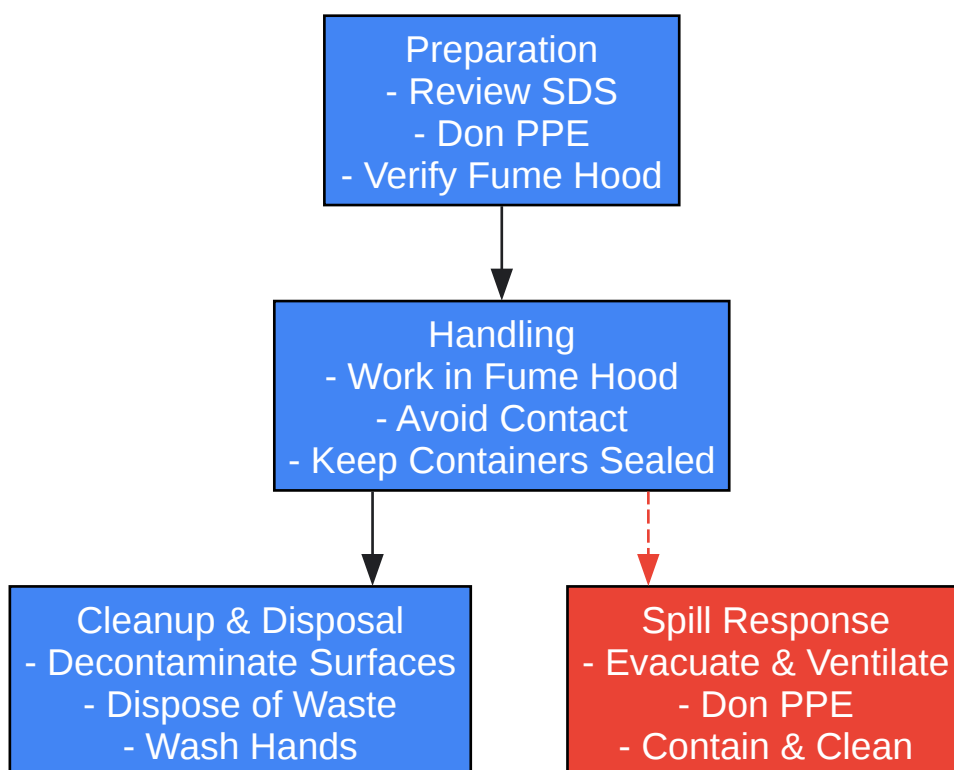 Preparation
- Review SDS
- Don PPE
- Verify Fume Hood
Handling
- Work in Fume Hood
- Avoid Contact
- Keep Containers Sealed
Cleanup & Disposal
- Decontaminate Surfaces
- Dispose of Waste
- Wash Hands
Spill Response
- Evacuate & Ventilate
- Don PPE
- Contain & Clean